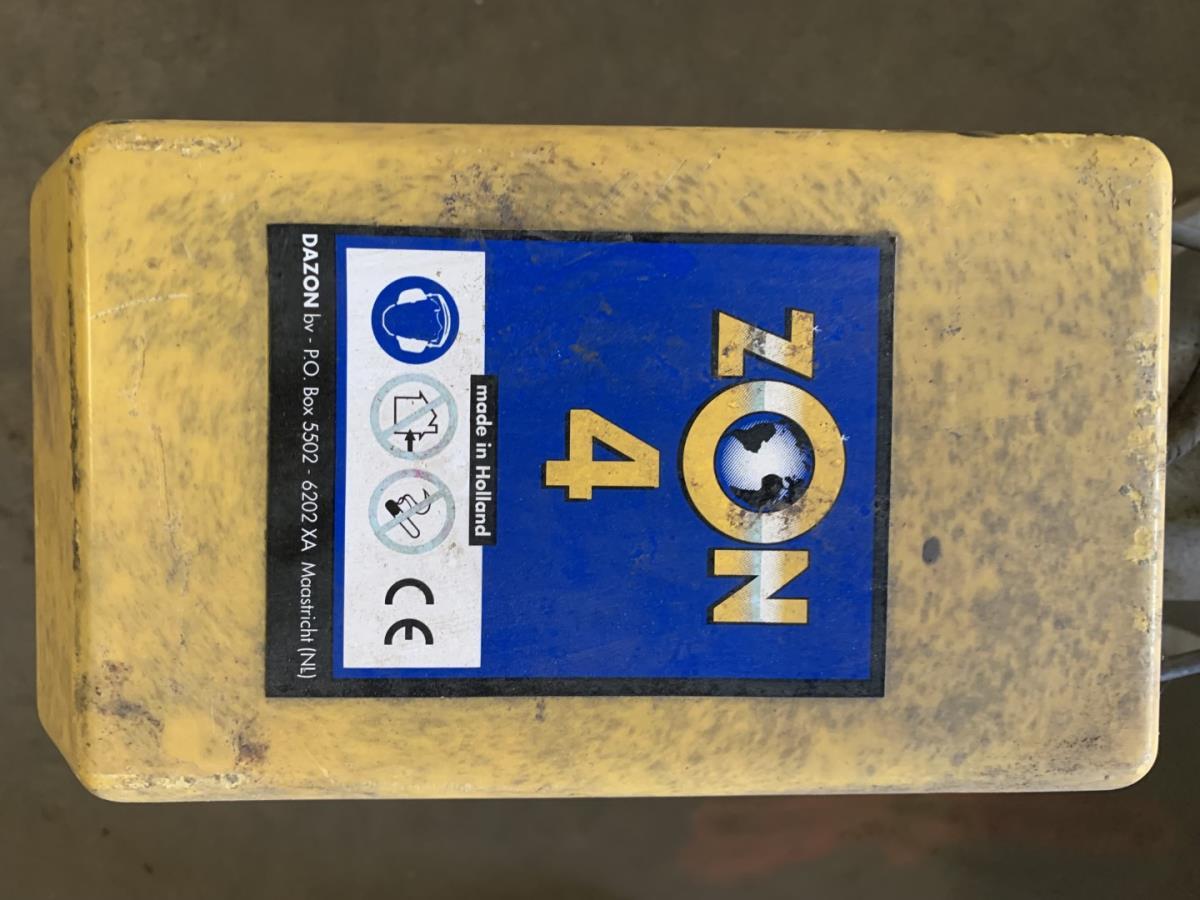 ZON
4
made in Holland
CE
DAZON bv - P.O. Box 5502 - 6202 XA Maastricht (NL)